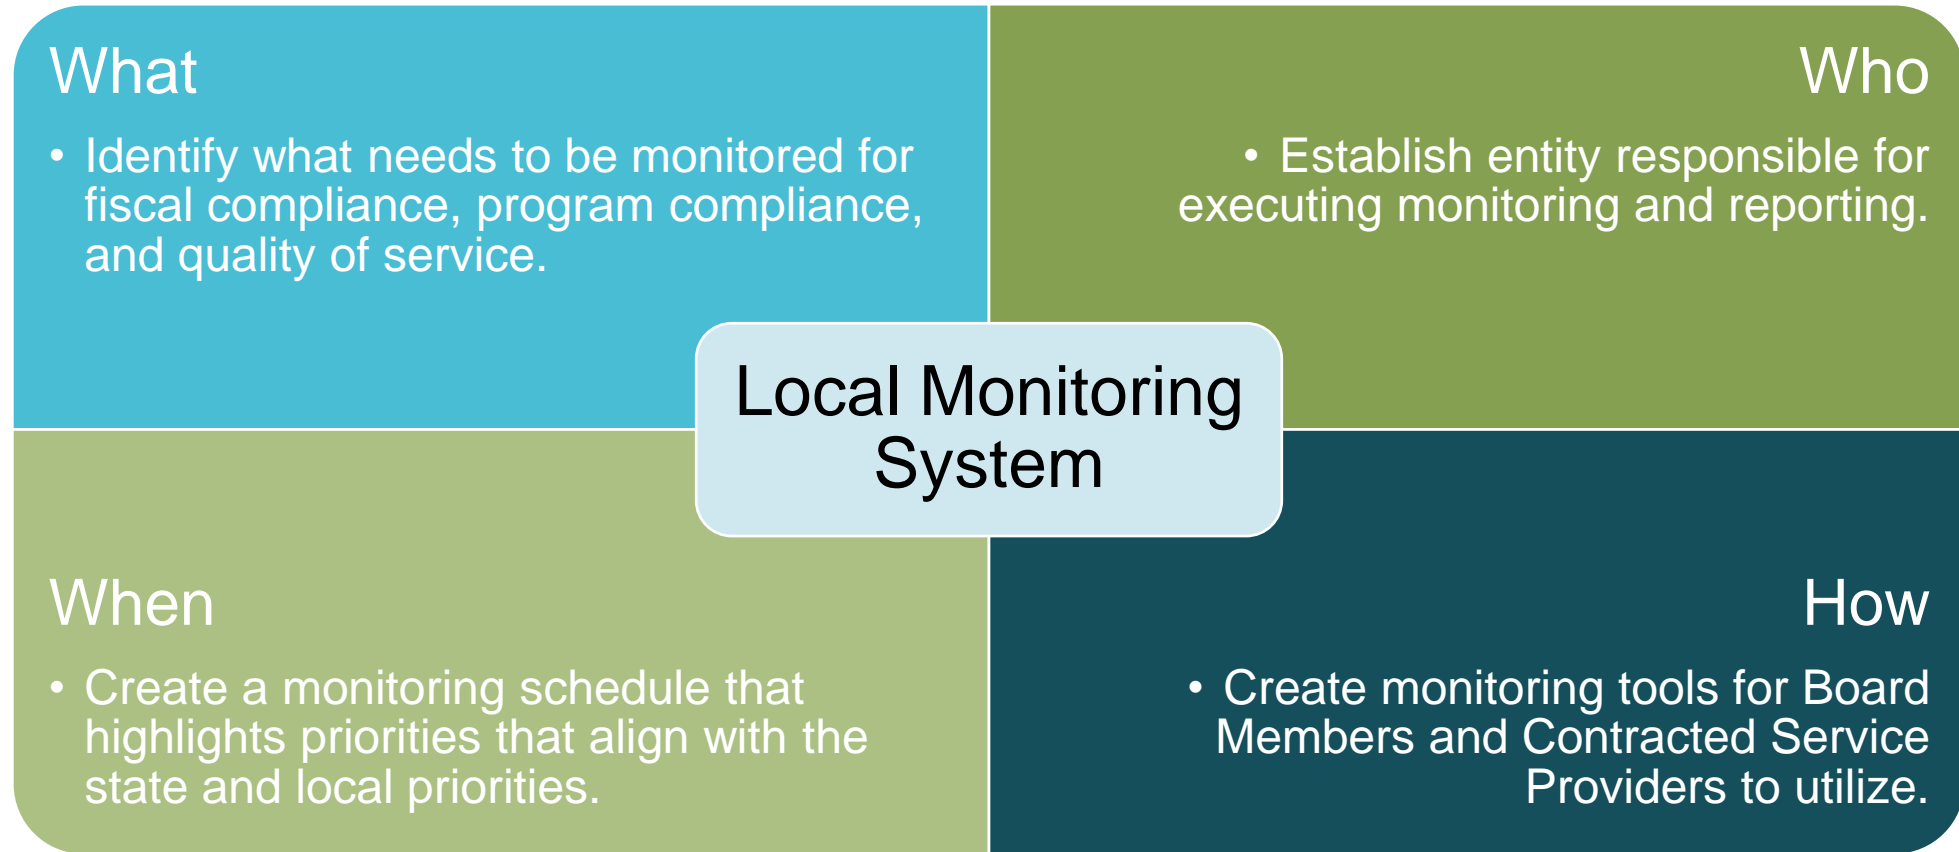 What
• Identify what needs to be monitored for
fiscal compliance, program compliance,
and quality of service.
Who
• Establish entity responsible for
executing monitoring and reporting.
Local Monitoring
System
When
• Create a monitoring schedule that
highlights priorities that align with the
state and local priorities.
How
• Create monitoring tools for Board
Members and Contracted Service
Providers to utilize.